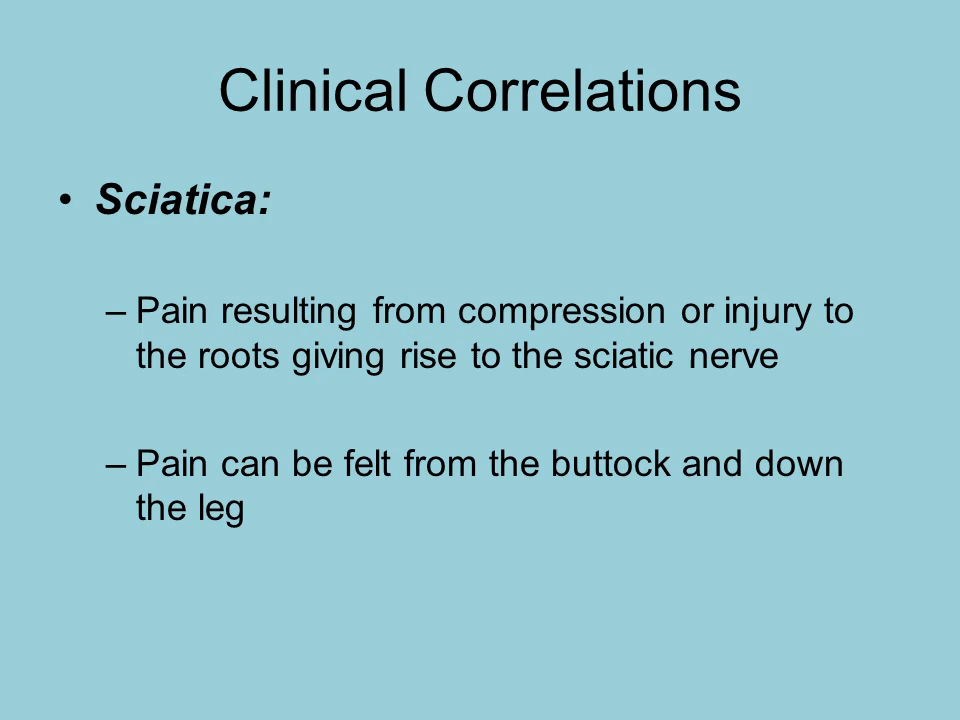 Clinical Correlations
• Sciatica:
– Pain resulting from compression or injury to
the roots giving rise to the sciatic nerve
– Pain can be felt from the buttock and down
the leg